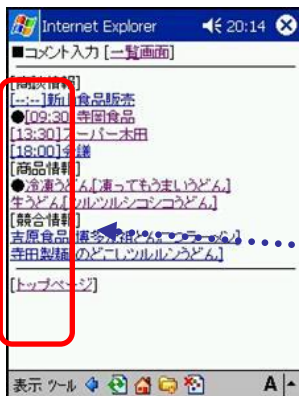 Internet Explorer 20:14
■コメント入力 [一覧画面]
[商談情報]
[--:--]新山食品販売
●[09:30]寺岡食品
[13:30]スーパー木田
[18:00]会議
[商品情報]
●冷凍うどん[凍ってもうまいうどん]
生うどん[ツルツルシコシコうどん]
[競合情報]
吉原食品
寺田製麺 のどごしツルルンうどん]
[トップページ]
表示 ツール A